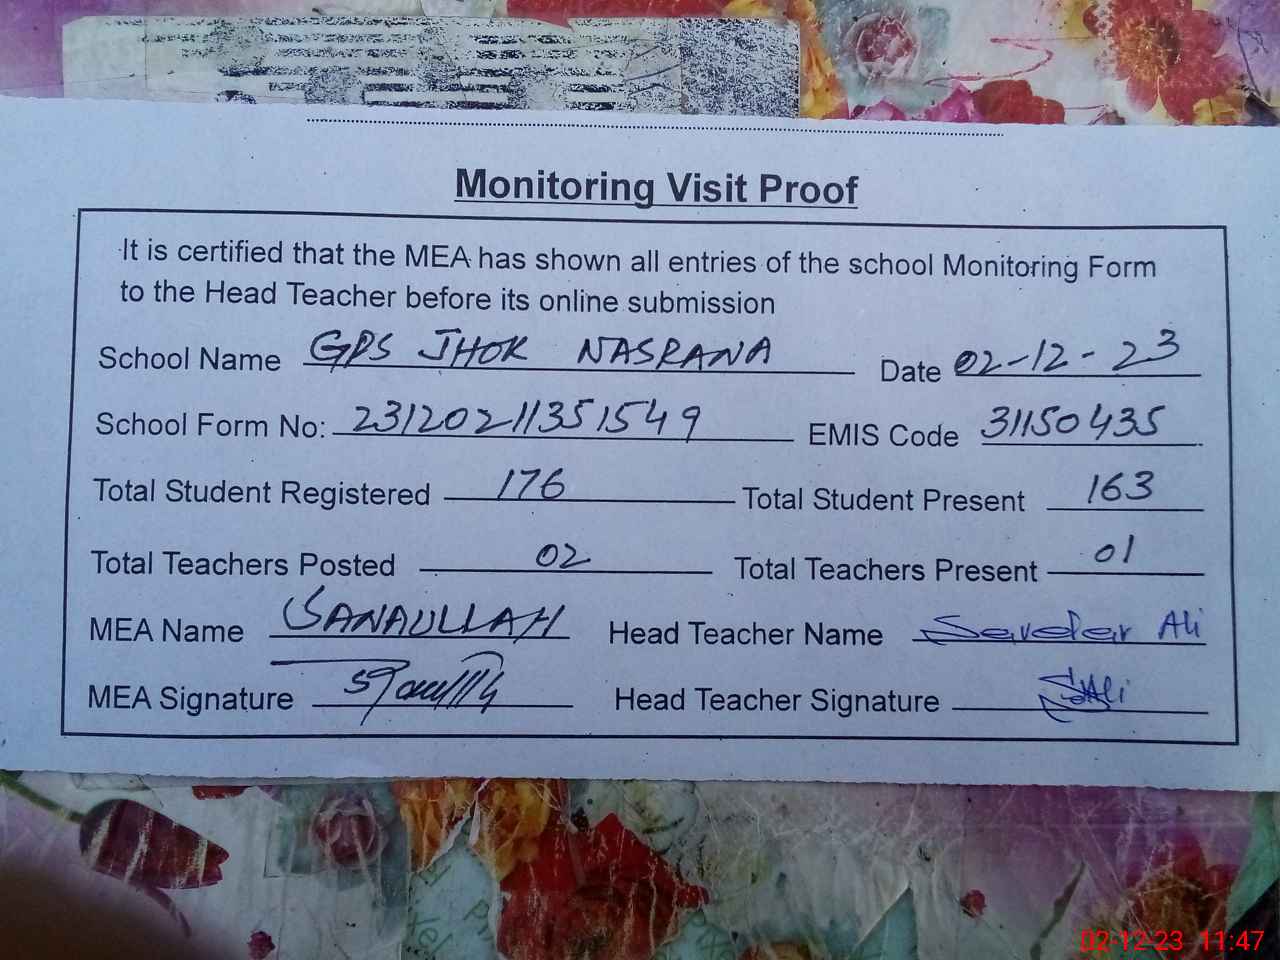 Monitoring Visit Proof
It is certified that the MEA has shown all entries of the school Monitoring Form
to the Head Teacher before its online submission
School Name GPS JHOK NASRANA Date 02-12-23
School Form No: 23120211351549 EMIS Code 31150435
Total Student Registered 176 Total Student Present 163
Total Teachers Posted 02 Total Teachers Present 01
MEA Name SANAULLAH Head Teacher Name Savdar Ali
MEA Signature Head Teacher Signature SAli
02-12-23 11:47